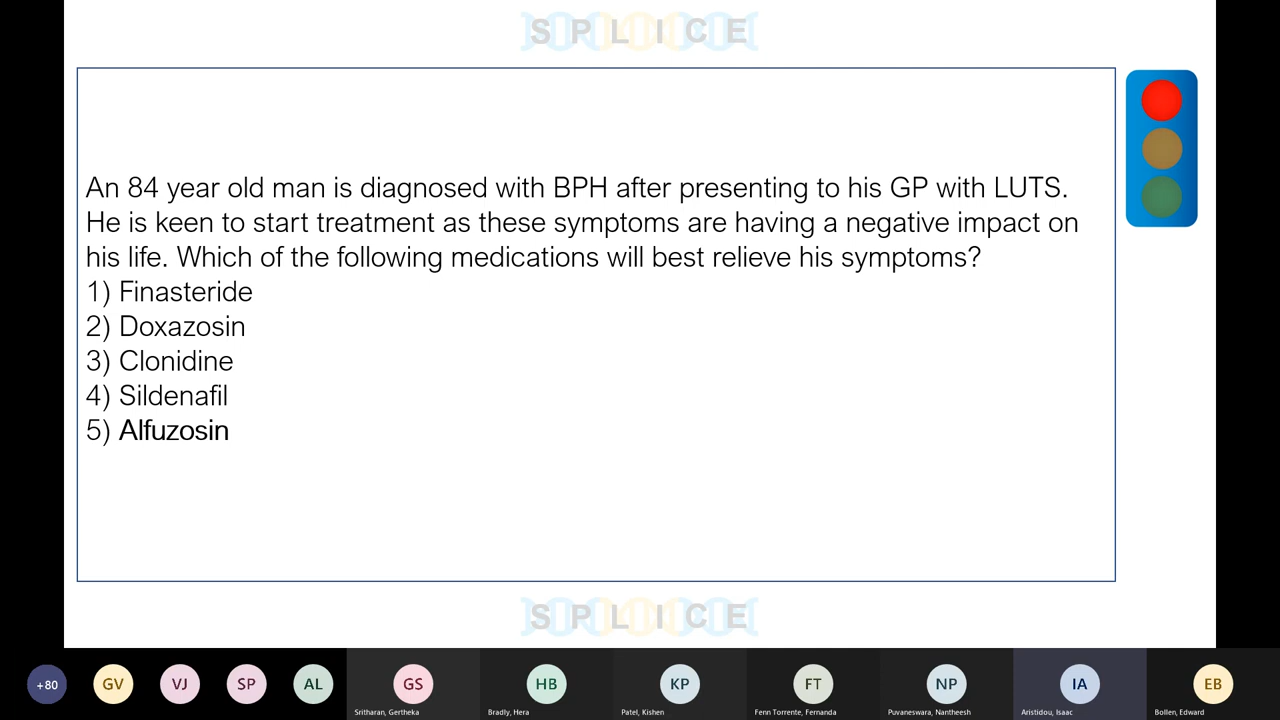 S P L I C E
An 84 year old man is diagnosed with BPH after presenting to his GP with LUTS.
He is keen to start treatment as these symptoms are having a negative impact on
his life. Which of the following medications will best relieve his symptoms?
1) Finasteride
2) Doxazosin
3) Clonidine
4) Sildenafil
5) Alfuzosin
S P L I C E
+80 GV VJ SP AL GS HB KP FT NP IA EB
Sritharan, Gertheka Bradly, Hera Patel, Kishen Fenn Torrente, Fernanda Puvaneswara, Nantheesh Aristidou, Isaac Bollen, Edward